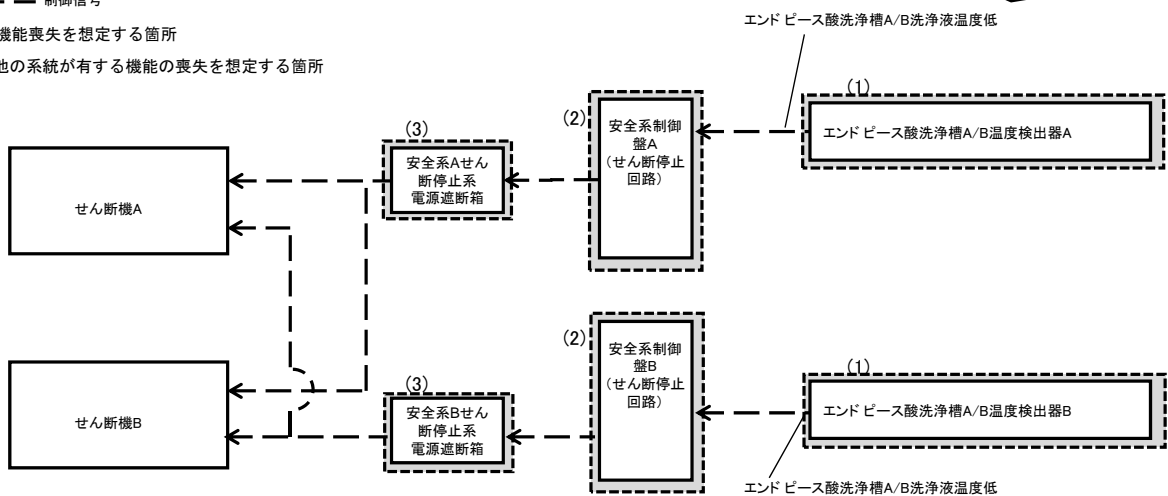 制御信号
機能喪失を想定する箇所
他の系統が有する機能の喪失を想定する箇所
エンドピース酸洗浄槽A/B洗浄液温度低
(1)
エンドピース酸洗浄槽A/B温度検出器A
(2)
安全系制御
盤A
(せん断停止
回路)
(3)
安全系Aせん
断停止系
電源遮断箱
せん断機A
(1)
エンドピース酸洗浄槽A/B温度検出器B
(2)
安全系制御
盤B
(せん断停止
回路)
(3)
安全系Bせん
断停止系
電源遮断箱
せん断機B
エンドピース酸洗浄槽A/B洗浄液温度低